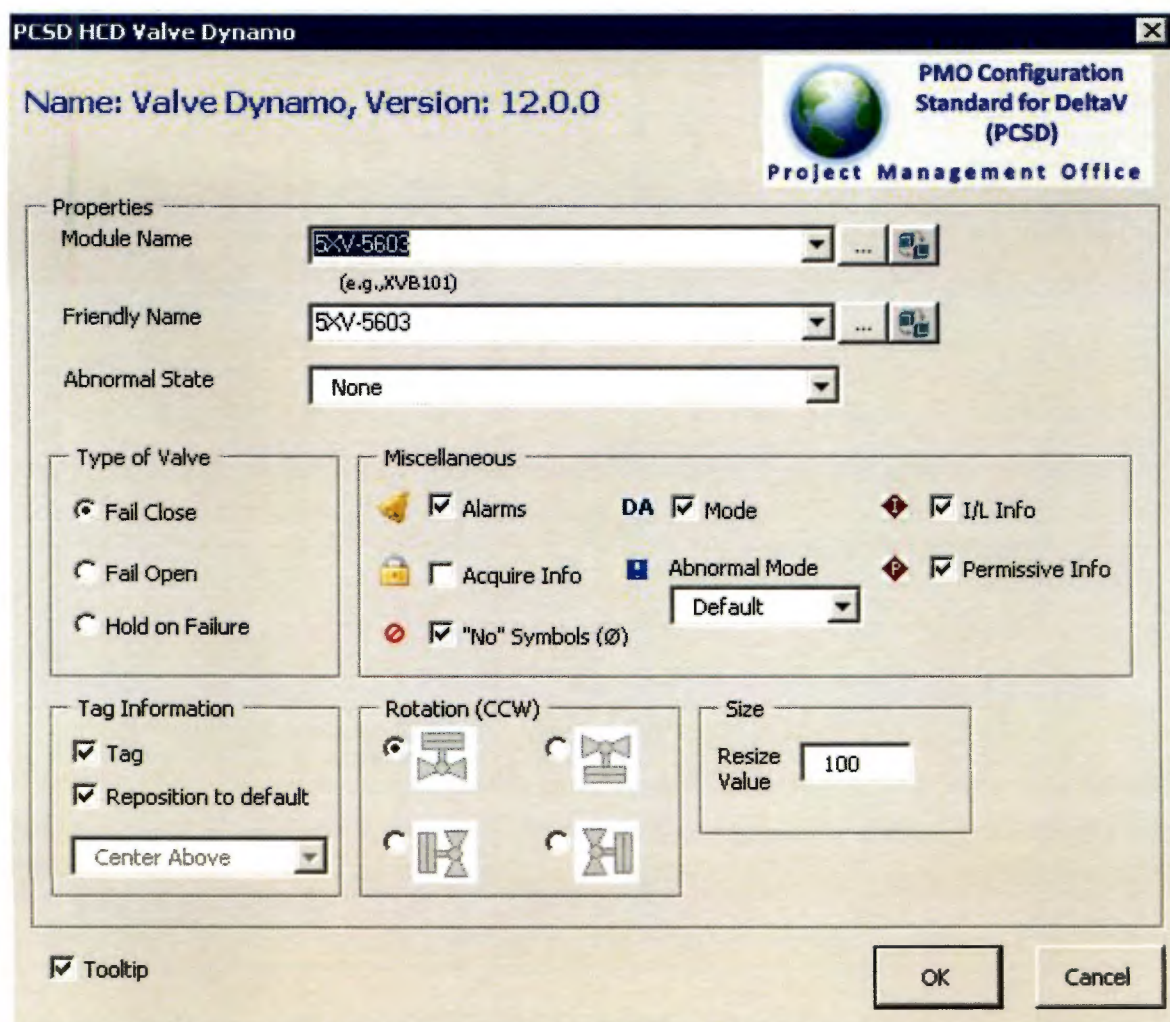 PCSD HCD Valve Dynamo
Name: Valve Dynamo, Version: 12.0.0
PMO Configuration
Standard for DeltaV
(PCSD)
Project Management Office
Properties
Module Name
5XV-5603
...
(e.g.,XVB101)
Friendly Name
5XV-5603
...
Abnormal State
None
Type of Valve
Fail Close
Fail Open
Hold on Failure
Miscellaneous
Alarms
DA Mode
I I/L Info
Acquire Info
Abnormal Mode
Default
P Permissive Info
"No" Symbols (Ø)
Tag Information
Tag
Reposition to default
Center Above
Rotation (CCW)
Size
Resize
Value
100
Tooltip
OK
Cancel